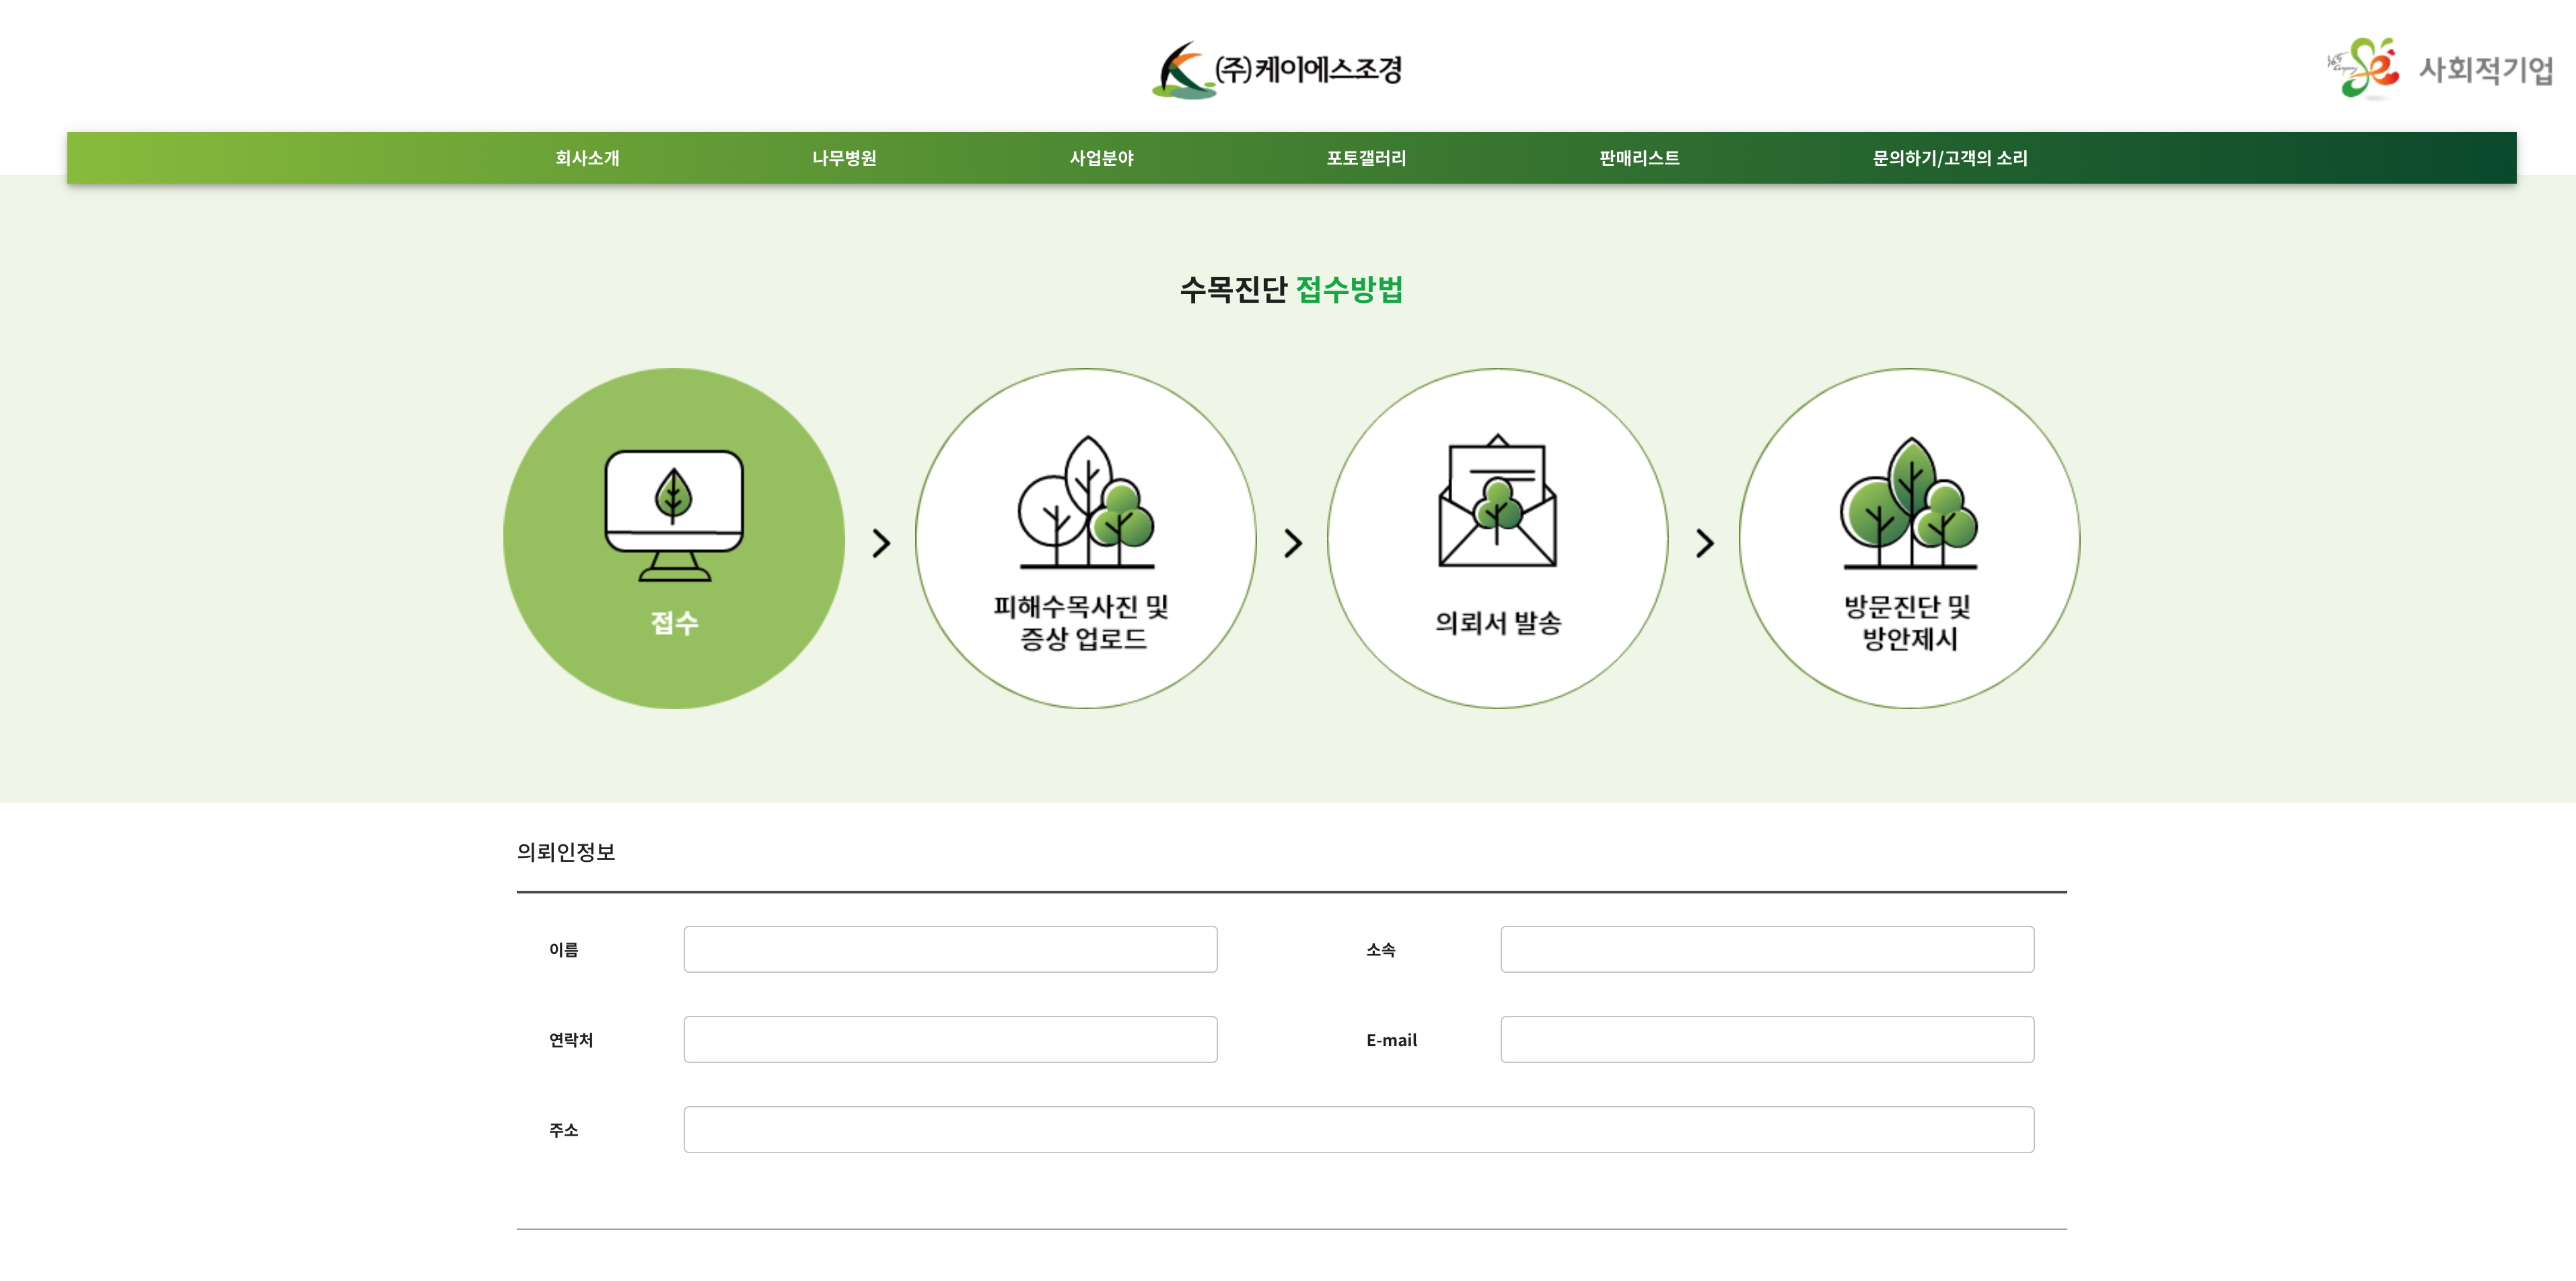 (주)케이에스조경
사회적기업
회사소개 나무병원 사업분야 포토갤러리 판매리스트 문의하기/고객의 소리
수목진단 접수방법
접수
피해수목사진 및
증상 업로드
의뢰서 발송
방문진단 및
방안제시
의뢰인정보
이름
소속
연락처
E-mail
주소